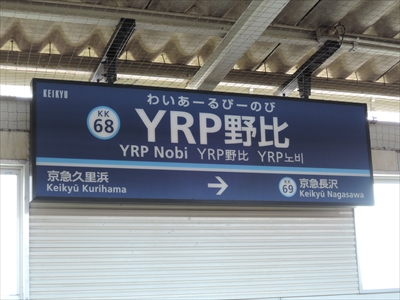 KEIKYU
わいあーるぴーのび
KK
68
YRP野比
YRP Nobi YRP野比 YRP노비
京急久里浜
Keikyū Kurihama
→
KK
69
京急長沢
Keikyū Nagasawa